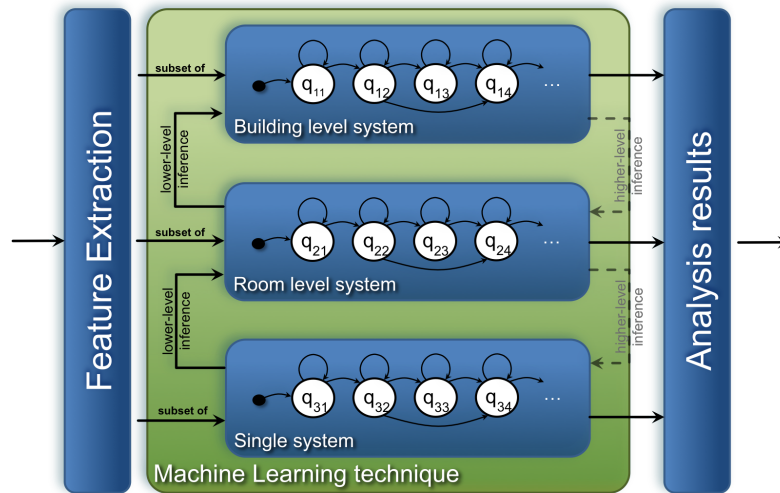 Feature Extraction
subset of
q11 q12 q13 q14 ...
Building level system
lower-level
inference
higher-level
inference
subset of
q21 q22 q23 q24 ...
Room level system
lower-level
inference
higher-level
inference
subset of
q31 q32 q33 q34 ...
Single system
Machine Learning technique
Analysis results